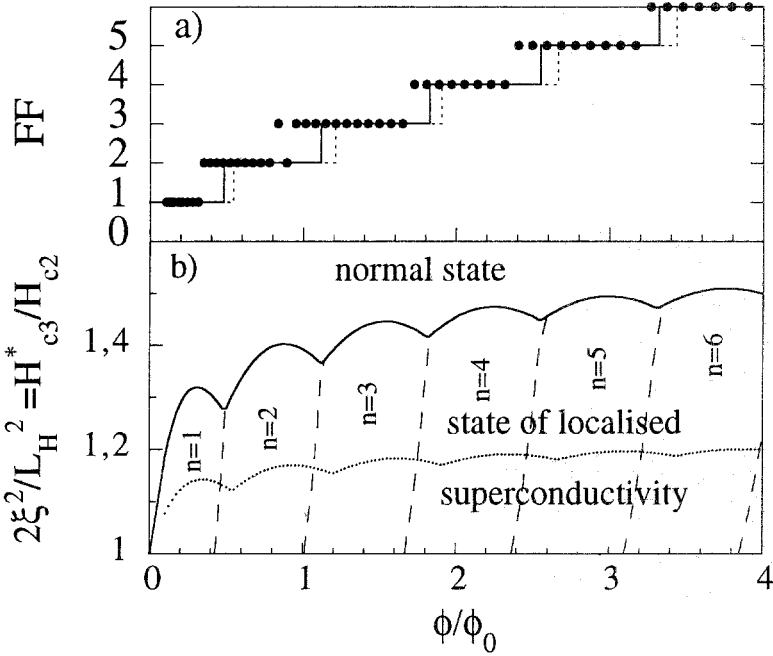 a)
FF
5
4
3
2
1
0
b)
normal state
2ξ²/L_H² =H*_c3/H_c2
1,4
1,2
1
n=1
n=2
n=3
n=4
n=5
n=6
state of localised
superconductivity
0 1 2 3 4
ϕ/ϕ₀